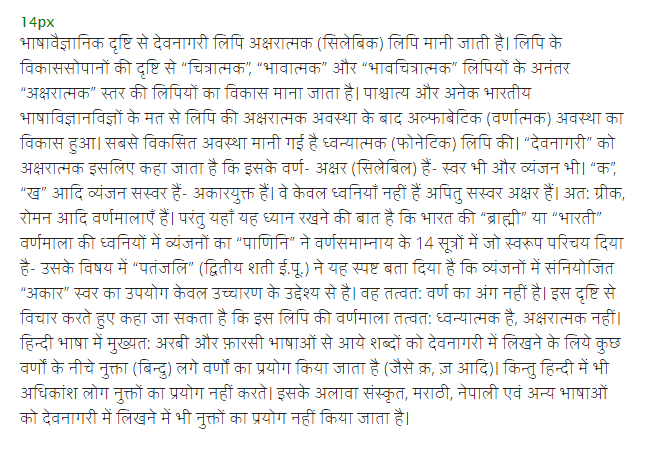 14px
भाषावैज्ञानिक दृष्टि से देवनागरी लिपि अक्षरात्मक (सिलेबिक) लिपि मानी जाती है। लिपि के
विकाससोपानों की दृष्टि से “चित्रात्मक”, “भावात्मक” और “भावचित्रात्मक” लिपियों के अनंतर
“अक्षरात्मक” स्तर की लिपियों का विकास माना जाता है। पाश्चात्य और अनेक भारतीय
भाषाविज्ञानविज्ञों के मत से लिपि की अक्षरात्मक अवस्था के बाद अल्फाबेटिक (वर्णात्मक) अवस्था का
विकास हुआ। सबसे विकसित अवस्था मानी गई है ध्वन्यात्मक (फोनेटिक) लिपि की। “देवनागरी” को
अक्षरात्मक इसलिए कहा जाता है कि इसके वर्ण- अक्षर (सिलेबिल) हैं- स्वर भी और व्यंजन भी। “क”,
“ख” आदि व्यंजन सस्वर हैं- अकारयुक्त हैं। वे केवल ध्वनियाँ नहीं हैं अपितु सस्वर अक्षर हैं। अत: ग्रीक,
रोमन आदि वर्णमालाएँ हैं। परंतु यहाँ यह ध्यान रखने की बात है कि भारत की “ब्राह्मी” या “भारती”
वर्णमाला की ध्वनियों में व्यंजनों का “पाणिनि” ने वर्णसमाम्नाय के 14 सूत्रों में जो स्वरूप परिचय दिया
है- उसके विषय में “पतंजलि” (द्वितीय शती ई.पू.) ने यह स्पष्ट बता दिया है कि व्यंजनों में संनियोजित
“अकार” स्वर का उपयोग केवल उच्चारण के उद्देश्य से है। वह तत्वत: वर्ण का अंग नहीं है। इस दृष्टि से
विचार करते हुए कहा जा सकता है कि इस लिपि की वर्णमाला तत्वत: ध्वन्यात्मक है, अक्षरात्मक नहीं।
हिन्दी भाषा में मुख्यत: अरबी और फ़ारसी भाषाओं से आये शब्दों को देवनागरी में लिखने के लिये कुछ
वर्णों के नीचे नुक्ता (बिन्दु) लगे वर्णों का प्रयोग किया जाता है (जैसे क़, ज़ आदि)। किन्तु हिन्दी में भी
अधिकांश लोग नुक्तों का प्रयोग नहीं करते। इसके अलावा संस्कृत, मराठी, नेपाली एवं अन्य भाषाओं
को देवनागरी में लिखने में भी नुक्तों का प्रयोग नहीं किया जाता है।